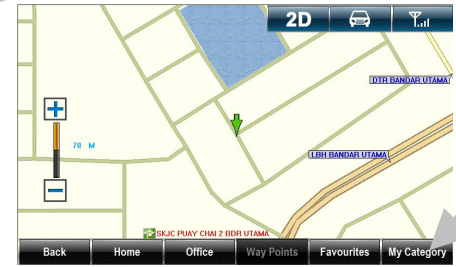 2D
DTR BANDAR UTAMA
70 M
LBH BANDAR UTAMA
SKJC PUAY CHAI 2 BDR UTAMA
Back Home Office Way Points Favourites My Category